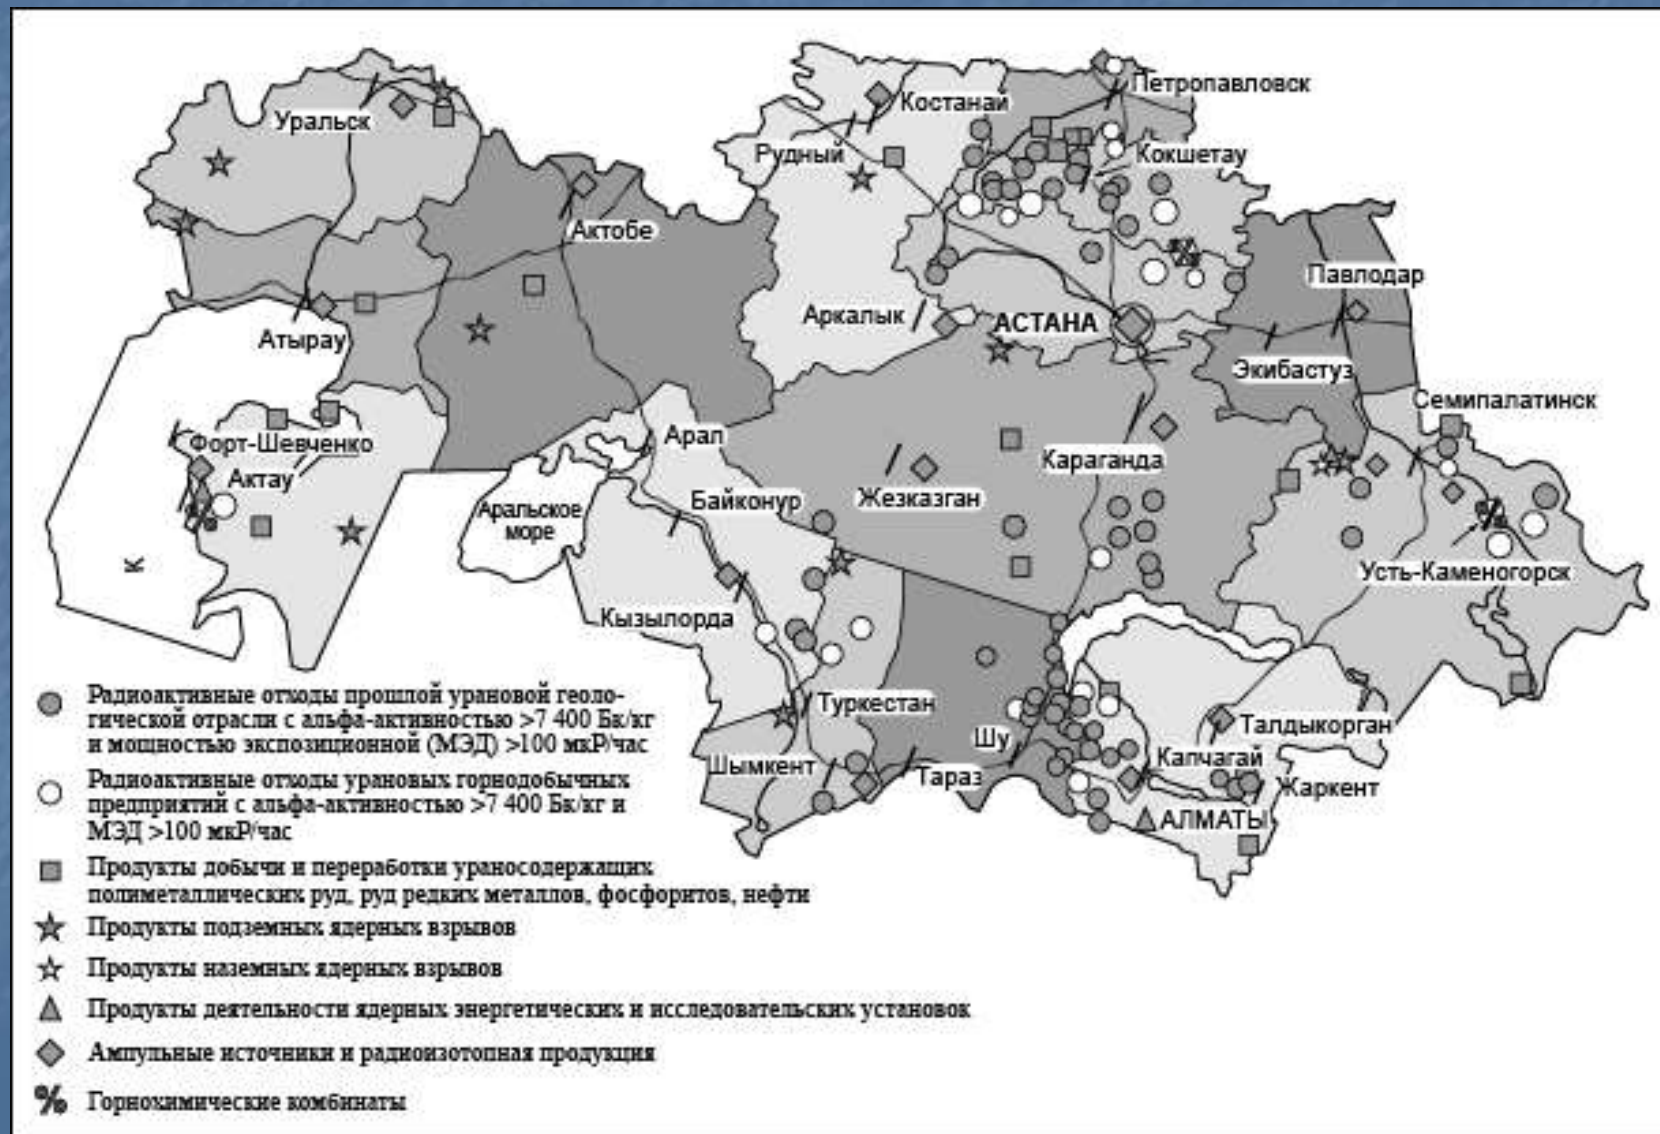 Петропавловск
Костанай
Уральск
Рудный
Кокшетау
Актобе
Павлодар
Аркалык
АСТАНА
Атырау
Экибастуз
Семипалатинск
Форт-Шевченко
Арал
Караганда
Актау
Байконур
Жезказган
Аральское
море
К
Усть-Каменогорск
Кызылорда
Туркестан
Талдыкорган
Шу
Шымкент
Тараз
Капчагай
Жаркент
АЛМАТЫ
Радиоактивные отходы прошлой урановой геоло-
гической отрасли с альфа-активностью >7 400 Бк/кг
и мощностью экспозиционной (МЭД) >100 мкР/час
Радиоактивные отходы урановых горнодобычных
предприятий с альфа-активностью >7 400 Бк/кг и
МЭД >100 мкР/час
Продукты добычи и переработки ураносодержащих
полиметаллических руд, руд редких металлов, фосфоритов, нефти
Продукты подземных ядерных взрывов
Продукты наземных ядерных взрывов
Продукты деятельности ядерных энергетических и исследовательских установок
Ампульные источники и радиоизотопная продукция
Горнохимические комбинаты